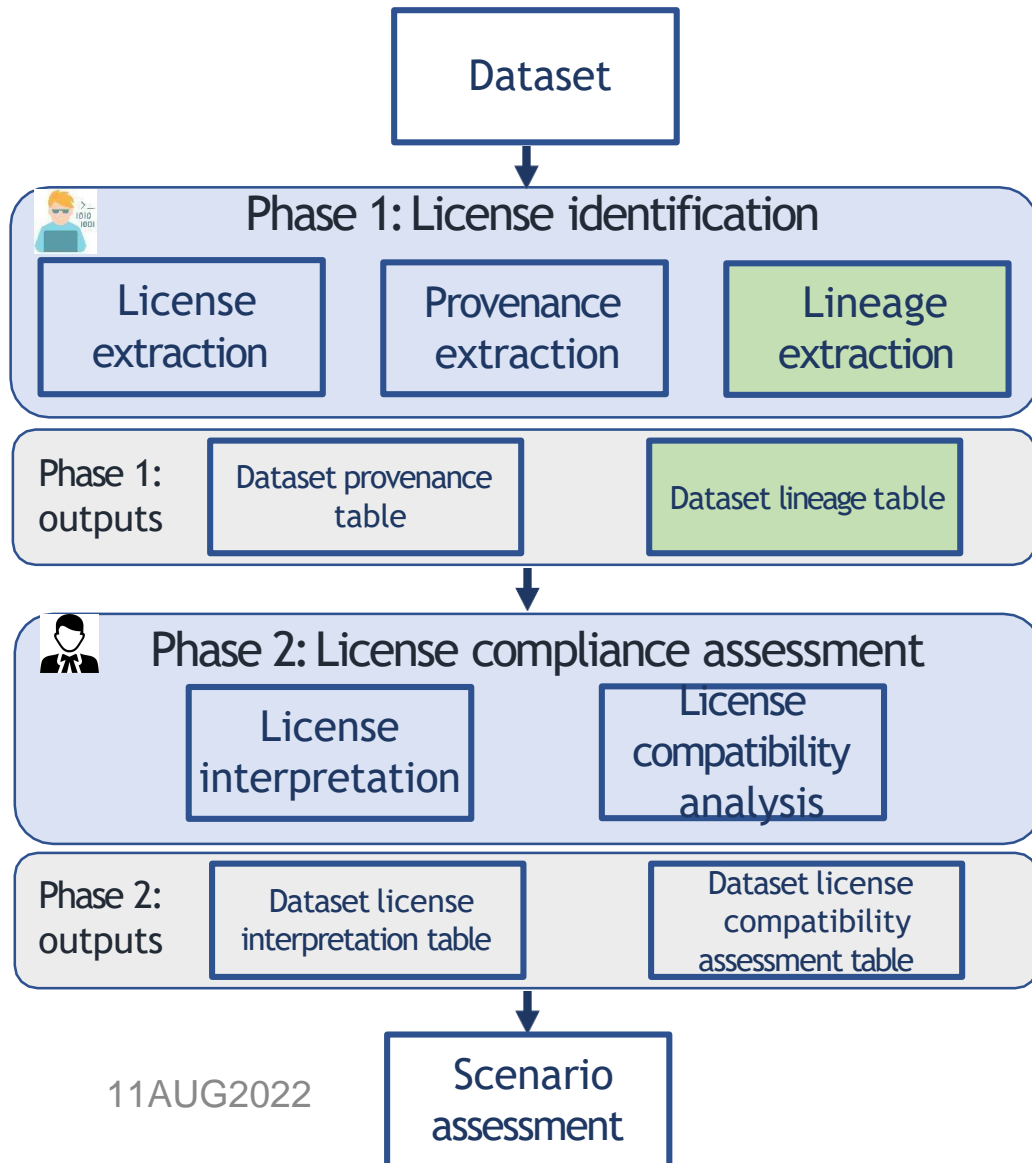 Dataset
>_
1010
1001
Phase 1: License identification
License
extraction
Provenance
extraction
Lineage
extraction
Phase 1:
outputs
Dataset provenance
table
Dataset lineage table
Phase 2: License compliance assessment
License
interpretation
License
compatibility
analysis
Phase 2:
outputs
Dataset license
interpretation table
Dataset license
compatibility
assessment table
11AUG2022
Scenario
assessment